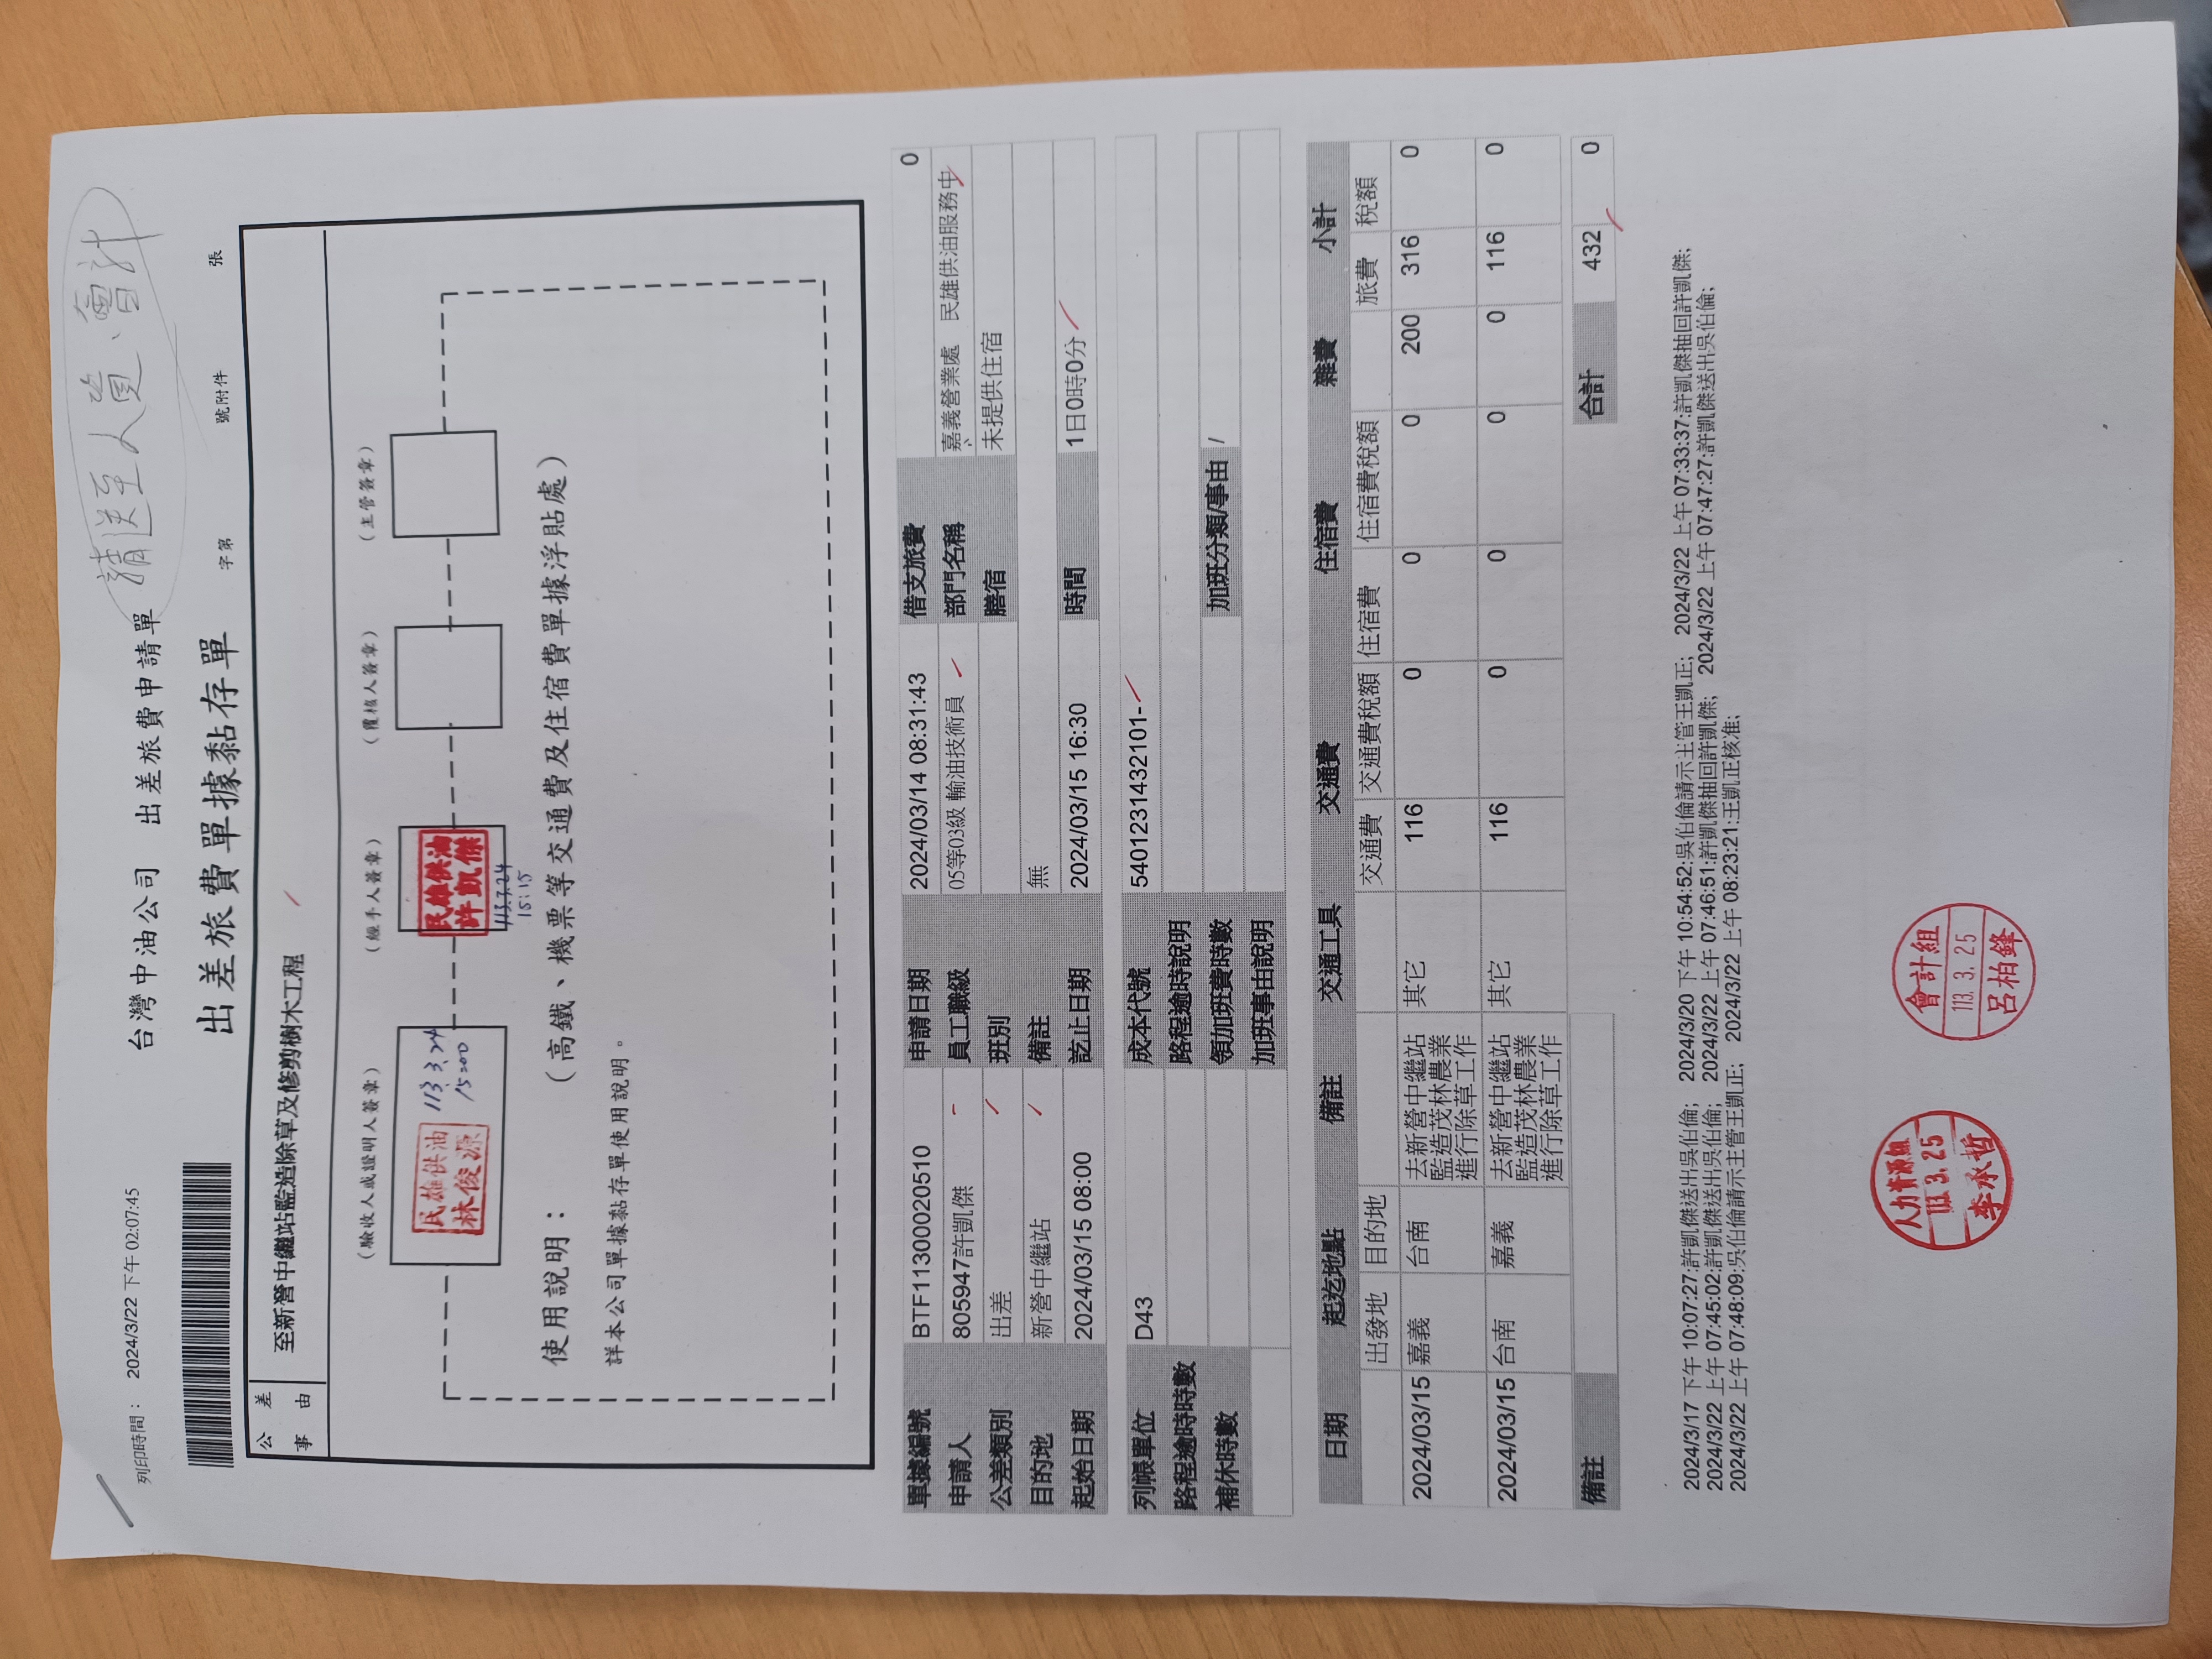 請送至人資、會計
列印時間： 2024/3/22 下午 02:07:45
台灣中油公司 出差旅費申請單
出差旅費單據黏存單 字第 號附件 張
公差事由 至新營中繼站監造除草及修剪樹木工程
（驗收人或證明人簽章） （經手人簽章） （覆核人簽章） （主管簽章）
民雄供油 林俊源 113.3.24 15:00
民雄供油 許凱傑 113.3.24 15:15
使用說明： （高鐵、機票等交通費及住宿費單據浮貼處）
詳本公司單據黏存單使用說明。
單據編號 BTF11300020510 申請日期 2024/03/14 08:31:43 借支旅費 0
申請人 805947許凱傑 員工職級 05等03級 輸油技術員 部門名稱 嘉義營業處 民雄供油服務中
公差類別 出差 班別 膳宿 未提供住宿
目的地 新營中繼站 備註 無
起始日期 2024/03/15 08:00 訖止日期 2024/03/15 16:30 時間 1日0時0分
列帳單位 D43 成本代號 5401231432101-
路程逾時時數 路程逾時說明
補休時數 領加班費時數 加班分類/事由 /
加班事由說明
日期 起迄地點 備註 交通工具 交通費 住宿費 雜費 小計
出發地 目的地 交通費 交通費稅額 住宿費 住宿費稅額 旅費 稅額
2024/03/15 嘉義 台南 去新營中繼站 其它 116 0 0 0 200 316 0
監造茂林農業
進行除草工作
2024/03/15 台南 嘉義 去新營中繼站 其它 116 0 0 0 0 116 0
監造茂林農業
進行除草工作
備註 合計 432 0
2024/3/17 下午 10:07:27:許凱傑送出吳伯倫; 2024/3/20 下午 10:54:52:吳伯倫請示主管王凱正; 2024/3/22 上午 07:33:37:許凱傑抽回許凱傑;
2024/3/22 上午 07:45:02:許凱傑送出吳伯倫; 2024/3/22 上午 07:46:51:許凱傑抽回許凱傑; 2024/3/22 上午 07:47:27:許凱傑送出吳伯倫;
2024/3/22 上午 07:48:09:吳伯倫請示主管王凱正; 2024/3/22 上午 08:23:21:王凱正核准;
人力資源組
113. 3. 25
李承哲
會計組
113. 3. 25
呂柏鋒